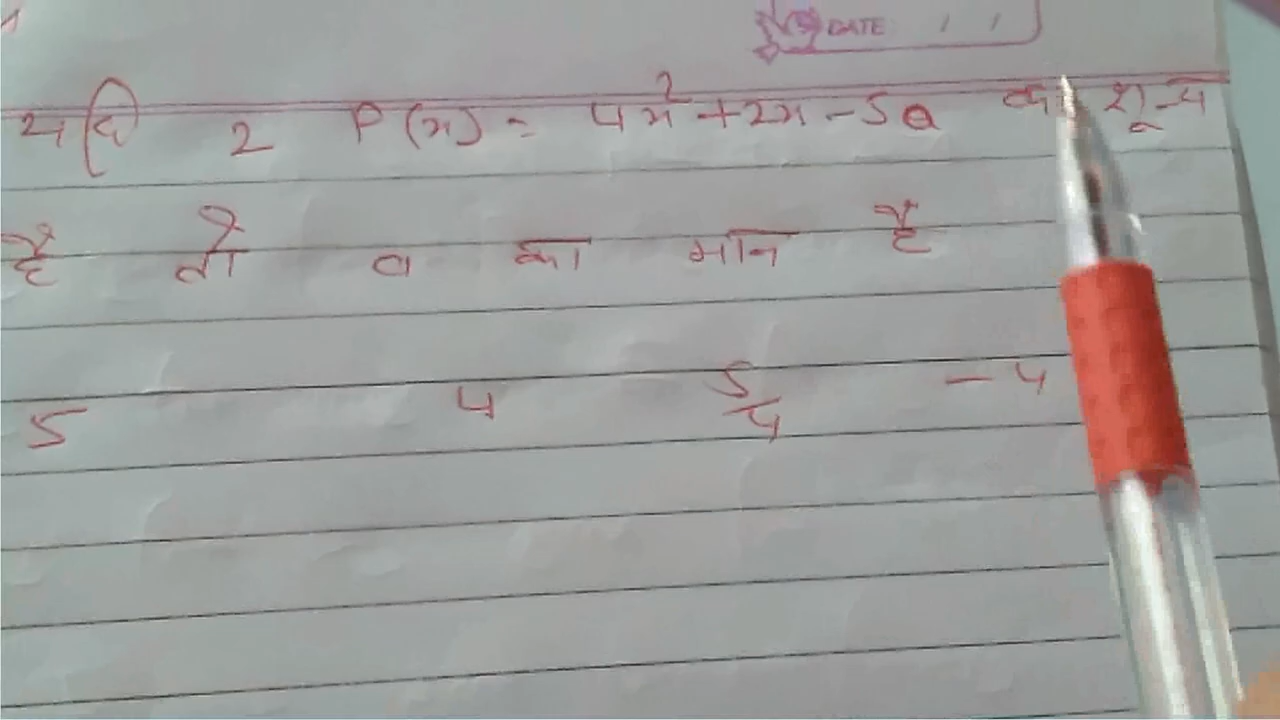 DATE / /
यदि 2 P(x) = 4x²+2x-5a का शून्य
है तो a का मान है
5 4 5/4 -4